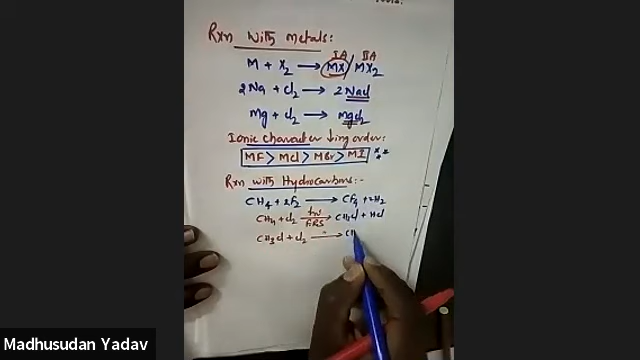 Rxn with metals:
IA IIA
M + X₂ → MX / MX₂
2Na + Cl₂ → 2NaCl
Mg + Cl₂ → MgCl₂
Ionic character ↓ing order:
MF > MCl > MBr > MI
Rxn with Hydrocarbons:-
CH₄ + 2F₂ → CF₄ + 2H₂
CH₄ + Cl₂ hν FRS → CH₃Cl + HCl
CH₃Cl + Cl₂ → CH
Madhusudan Yadav